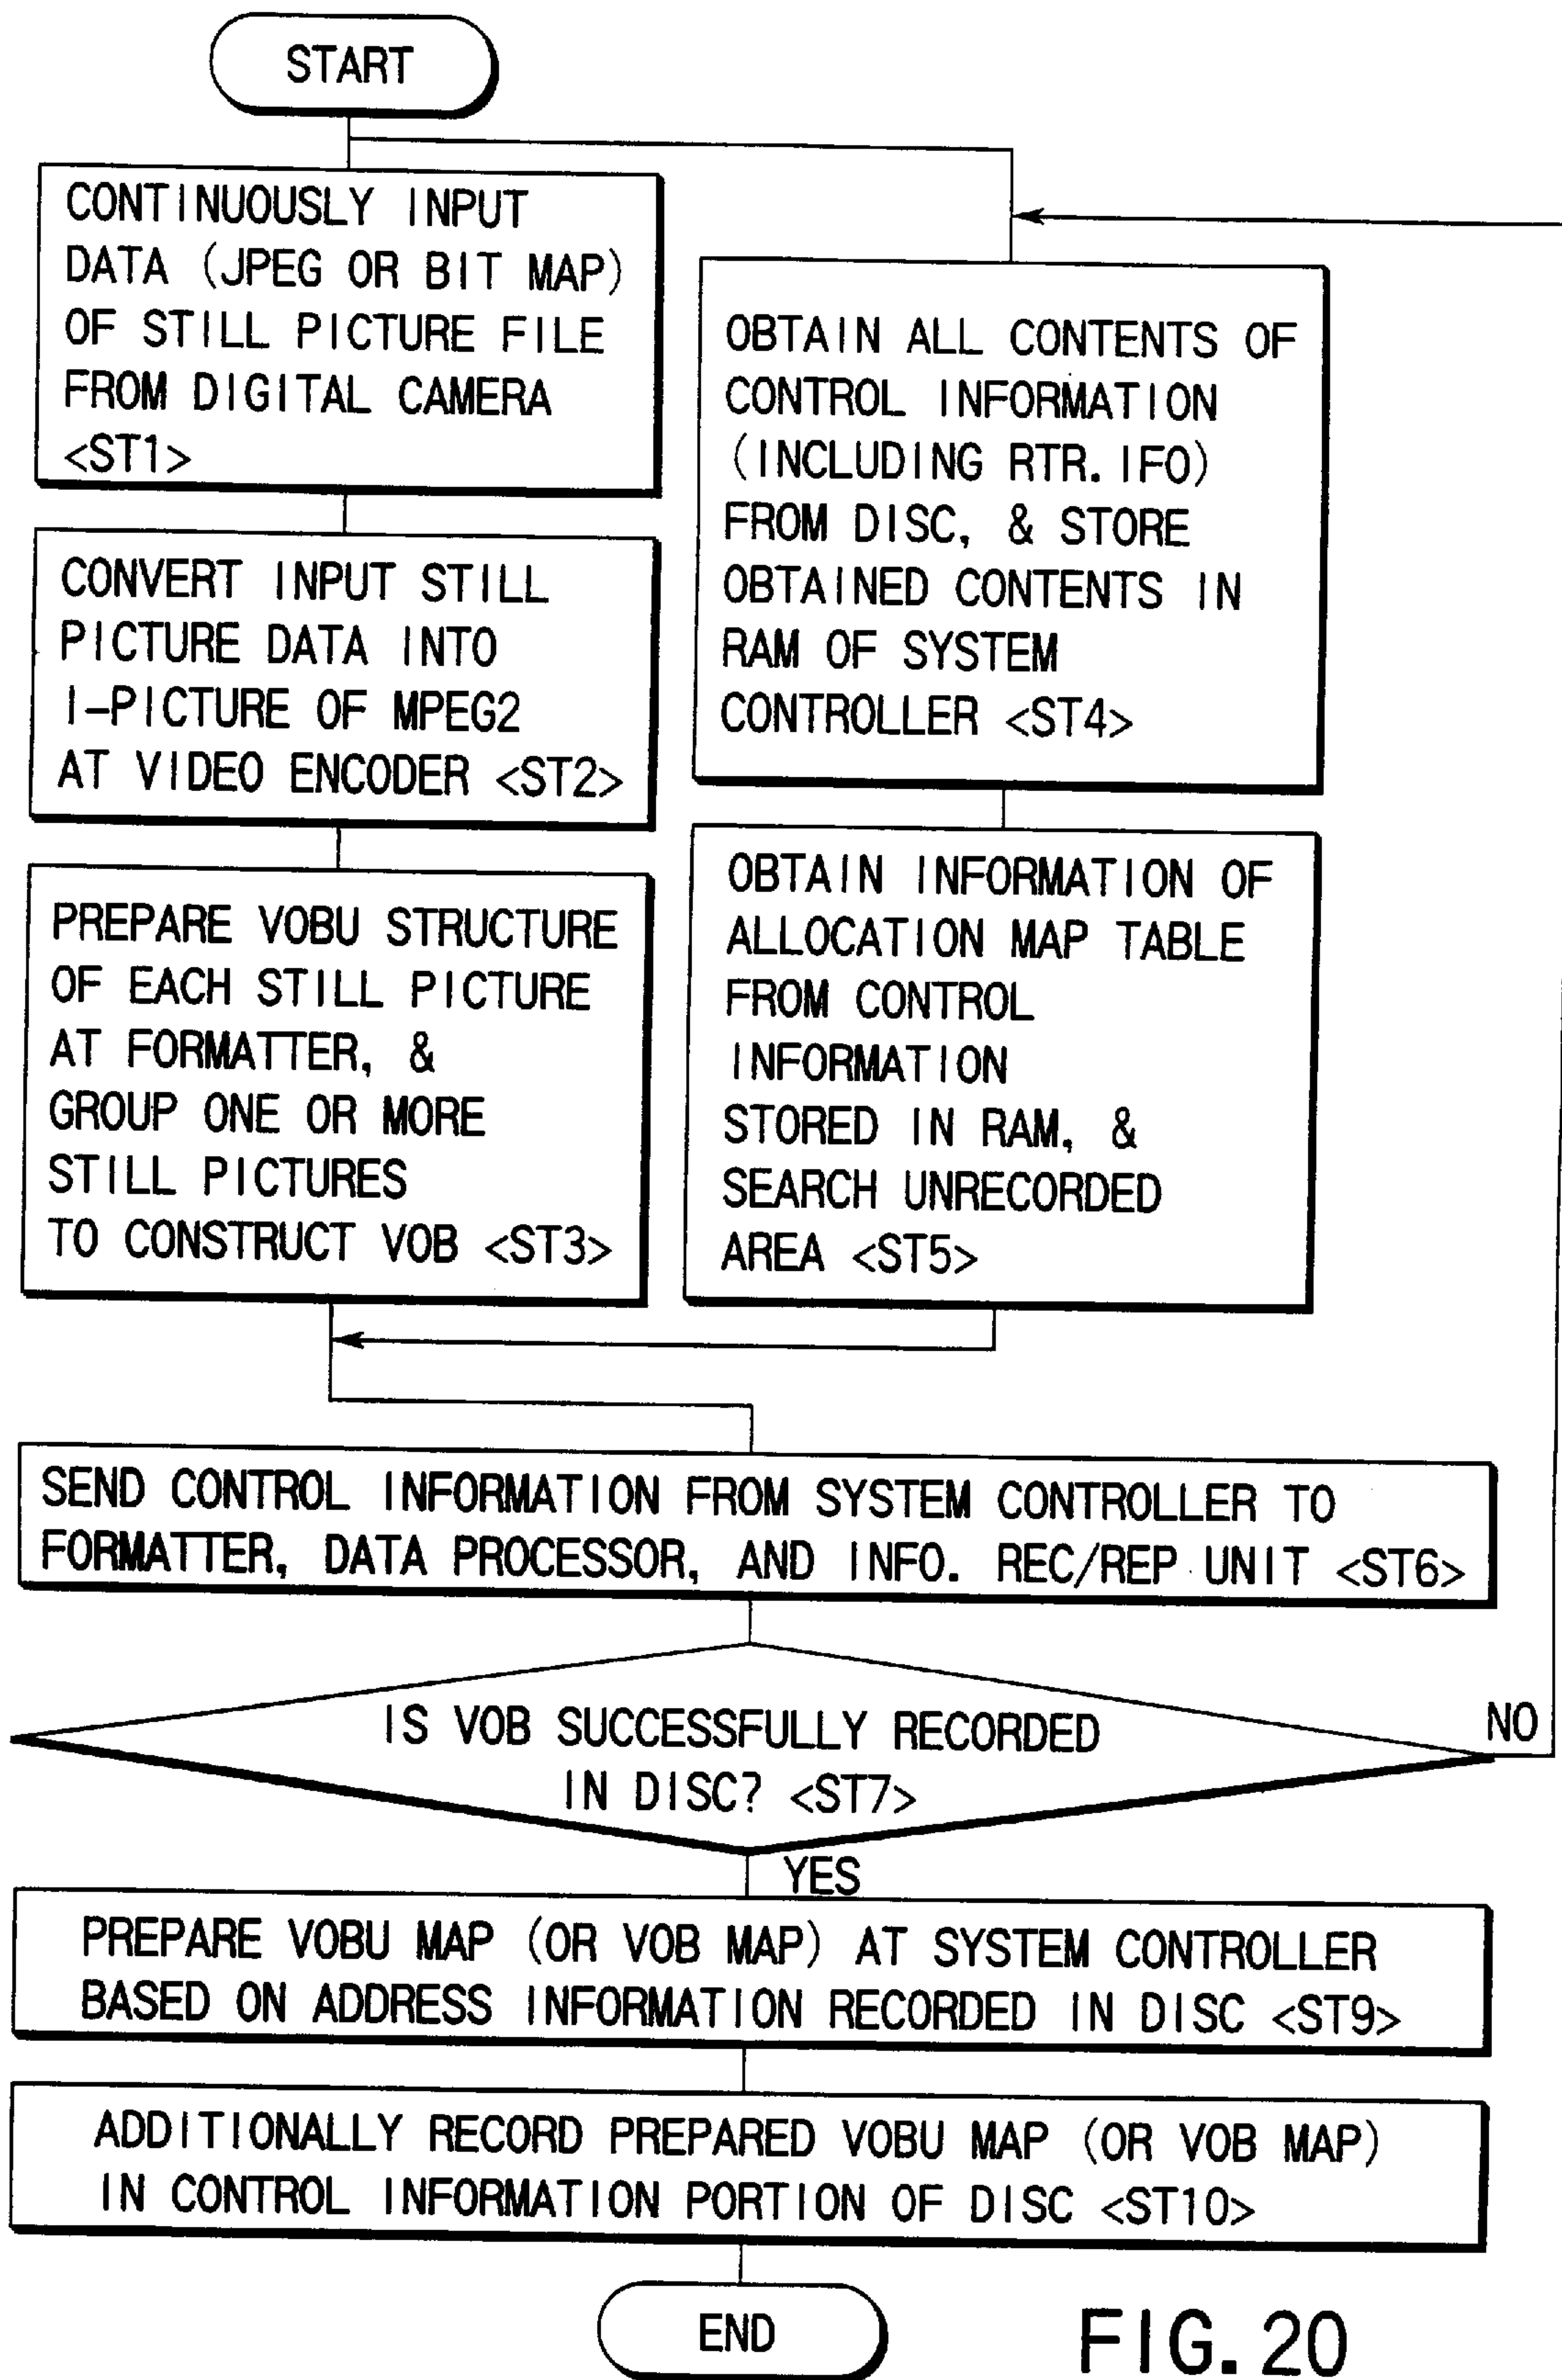 START
CONTINUOUSLY INPUT
DATA (JPEG OR BIT MAP)
OF STILL PICTURE FILE
FROM DIGITAL CAMERA
<ST1>
CONVERT INPUT STILL
PICTURE DATA INTO
I-PICTURE OF MPEG2
AT VIDEO ENCODER <ST2>
PREPARE VOBU STRUCTURE
OF EACH STILL PICTURE
AT FORMATTER, &
GROUP ONE OR MORE
STILL PICTURES
TO CONSTRUCT VOB <ST3>
OBTAIN ALL CONTENTS OF
CONTROL INFORMATION
(INCLUDING RTR. IFO)
FROM DISC, & STORE
OBTAINED CONTENTS IN
RAM OF SYSTEM
CONTROLLER <ST4>
OBTAIN INFORMATION OF
ALLOCATION MAP TABLE
FROM CONTROL
INFORMATION
STORED IN RAM, &
SEARCH UNRECORDED
AREA <ST5>
SEND CONTROL INFORMATION FROM SYSTEM CONTROLLER TO
FORMATTER, DATA PROCESSOR, AND INFO. REC/REP UNIT <ST6>
IS VOB SUCCESSFULLY RECORDED
IN DISC? <ST7>
NO
YES
PREPARE VOBU MAP (OR VOB MAP) AT SYSTEM CONTROLLER
BASED ON ADDRESS INFORMATION RECORDED IN DISC <ST9>
ADDITIONALLY RECORD PREPARED VOBU MAP (OR VOB MAP)
IN CONTROL INFORMATION PORTION OF DISC <ST10>
END
FIG. 20